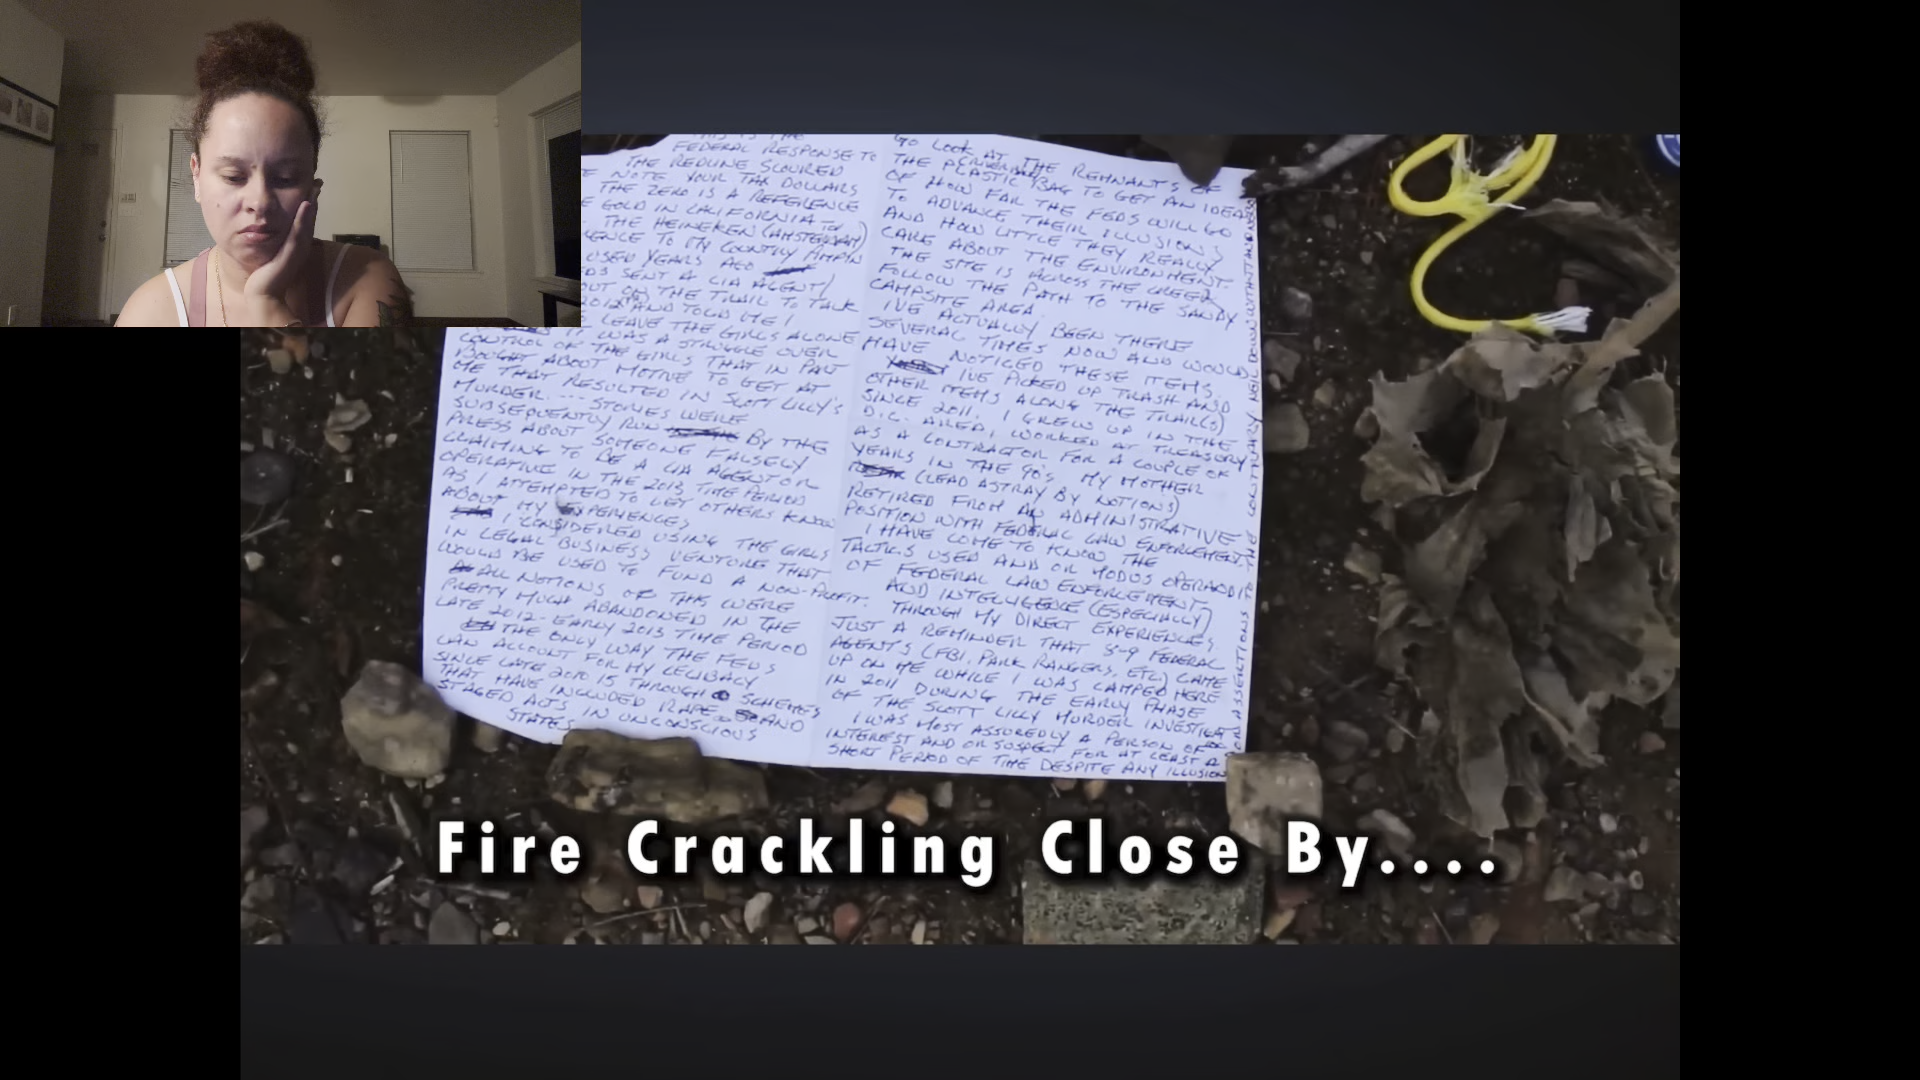 THIS IS THE
FEDERAL RESPONSE TO
THE REDLINE SCOURED
NOTE YOUR TAX DOLLARS
THE ZERO IS A REFERENCE
GOLD IN CALIFORNIA
THE HEINEKEN (AMSTERDAM)
TO MY COUNTILY
YEARS AGO
SENT A CIA AGENT/
OUT ON THE TRAIL TO TALK
2012 AND TOLD ME I
LEAVE THE GIRLS ALONE
IT WAS A STRUGGLE OVER
CONTROL OF THE GIRLS THAT IN PART
BOUGHT ABOUT MOTIVE TO GET AT
ME THAT RESULTED IN SCOTT LILLY'S
MURDER. --- STORIES WERE
SUBSEQUENTLY RUN BY THE
PRESS ABOUT SOMEONE FALSELY
CLAIMING TO BE A CIA AGENT OR
OPERATIVE IN THE 2013 TIME PERIOD
AS I ATTEMPTED TO LET OTHERS KNOW
ABOUT MY EXPERIENCES
I CONSIDERED USING THE GIRLS
IN LEGAL BUSINESS VENTURES THAT
WOULD BE USED TO FUND A NON-PROFIT.
ALL NOTIONS OF THIS WERE
PRETTY MUCH ABANDONED IN THE
LATE 2012-EARLY 2013 TIME PERIOD
THE ONLY WAY THE FEDS
CAN ACCOUNT FOR MY CELIBACY
SINCE LATE 2010 IS THROUGH SCHEMES
THAT HAVE INCLUDED RAPE AND
STAGED ACTS IN UNCONSCIOUS
STATES
GO LOOK AT THE REMNANTS OF
THE PLASTIC BAG TO GET AN IDEA
OF HOW FAR THE FEDS WILL GO
TO ADVANCE THEIR ILLUSIONS
AND HOW LITTLE THEY REALLY
CARE ABOUT THE ENVIRONMENT.
THE SITE IS ACROSS THE CREEK
FOLLOW THE PATH TO THE SANDY
CAMPSITE AREA.
I'VE ACTUALLY BEEN THERE
SEVERAL TIMES NOW AND WOULD
HAVE NOTICED THESE ITEMS.
I'VE PICKED UP TRASH AND
OTHER ITEMS ALONG THE TRAIL(S)
SINCE 2011. I GREW UP IN THE
D.C. AREA, WORKED AT TREASURY
AS A CONTRACTOR FOR A COUPLE OF
YEARS IN THE 90'S. MY MOTHER
(LEAD ASTRAY BY NOTIONS)
RETIRED FROM AN ADMINISTRATIVE
POSITION WITH FEDERAL LAW ENFORCEMENT.
I HAVE COME TO KNOW THE
TACTICS USED AND OR MODUS OPERANDI
OF FEDERAL LAW ENFORCEMENT
AND INTELLIGENCE (ESPECIALLY)
THROUGH MY DIRECT EXPERIENCES.
JUST A REMINDER THAT 8-9 FEDERAL
AGENTS (FBI, PARK RANGERS, ETC.) CAME
UP ON ME WHILE I WAS CAMPED HERE
IN 2011 DURING THE EARLY PHASE
OF THE SCOTT LILLY MURDER INVESTIGAT
I WAS MOST ASSUREDLY A PERSON OF
INTEREST AND OR SUSPECT FOR AT LEAST A
SHORT PERIOD OF TIME DESPITE ANY ILLUSION
OR ASSERTIONS TO THE CONTRARY
Fire Crackling Close By....